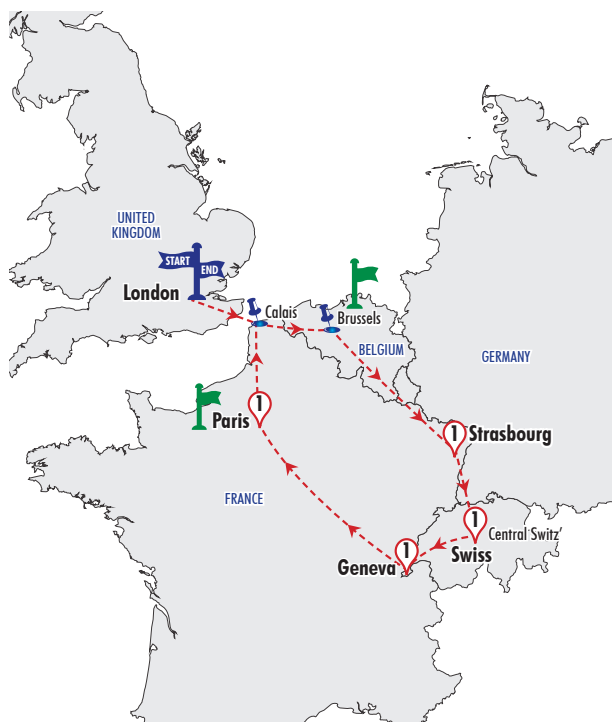 UNITED
KINGDOM
START
END
London
Calais
Brussels
BELGIUM
GERMANY
1
Paris
1
Strasbourg
FRANCE
1
Central Switz'
Swiss
1
Geneva